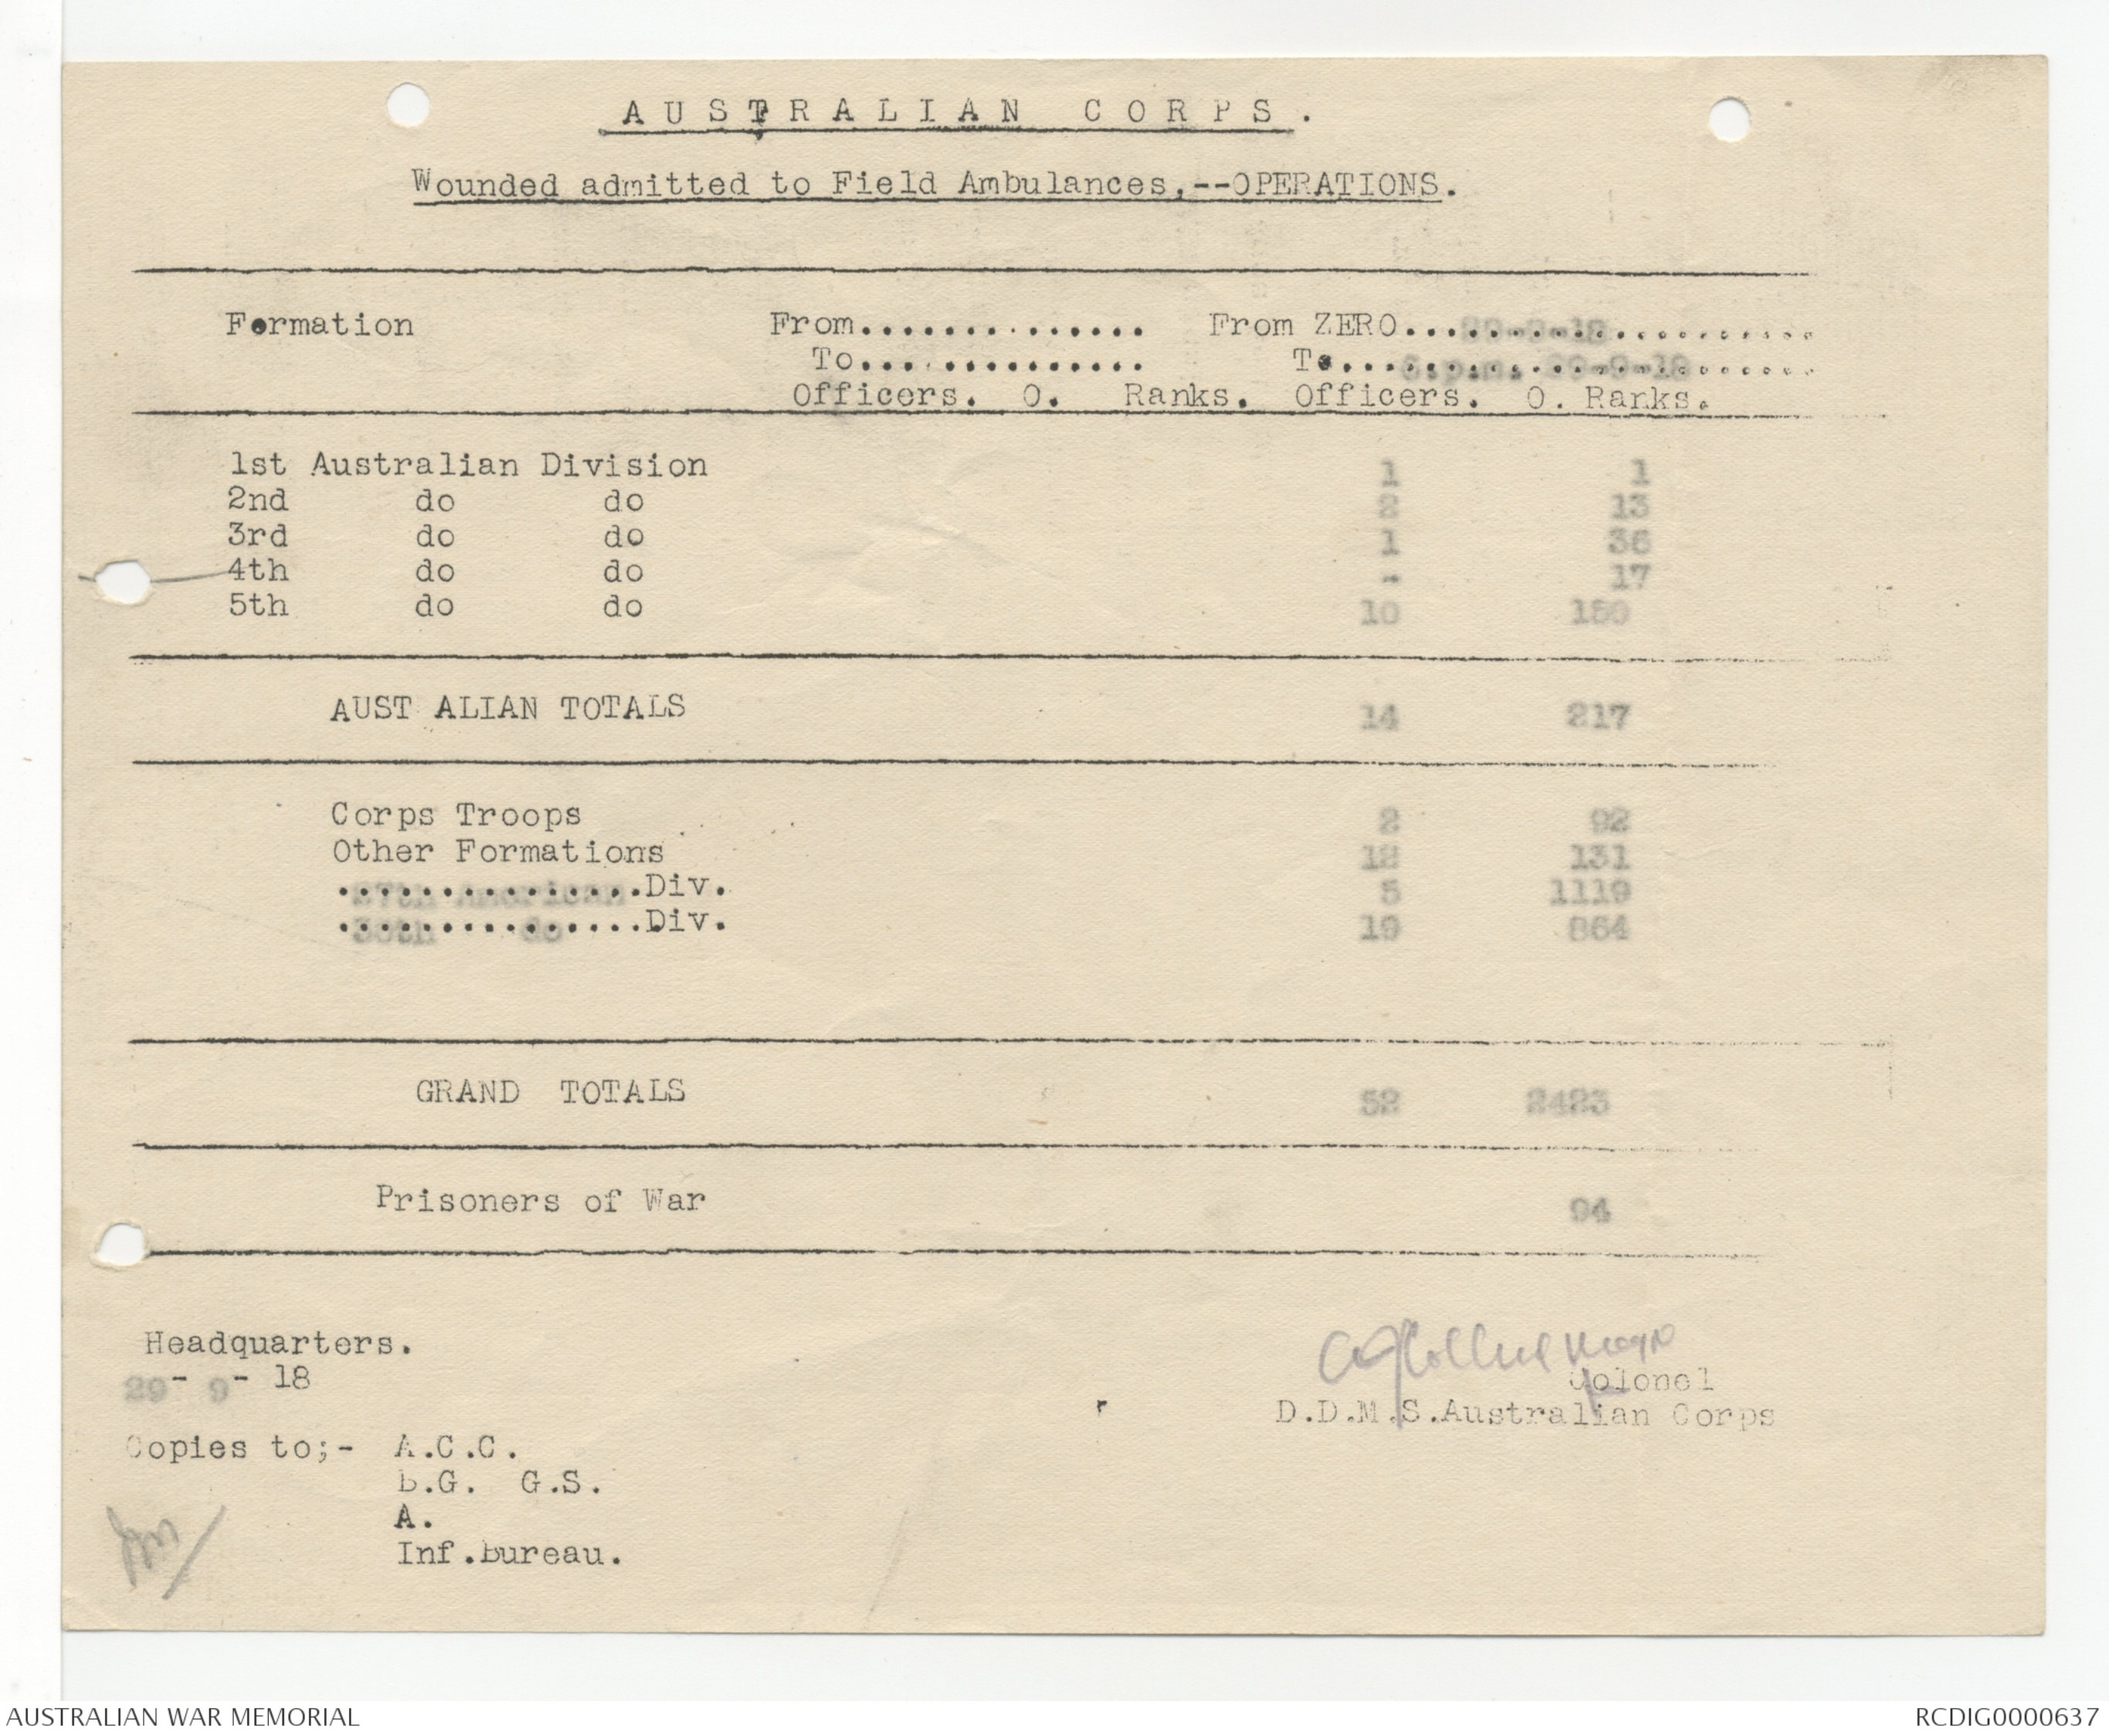 AUSTRALIAN CORPS.
Wounded admitted to Field Ambulances,--OPERATIONS.
Formation From.............. From ZERO...29-9-18..........
To.............. To...6.p.m. 29-9-18......
Officers. O. Ranks. Officers. O. Ranks.
1st Australian Division 1 1
2nd do do 2 13
3rd do do 1 36
4th do do - 17
5th do do 10 150
AUST ALIAN TOTALS 14 217
Corps Troops 2 92
Other Formations 12 131
27th American Div. 5 1119
30th do Div. 19 864
GRAND TOTALS 52 2423
Prisoners of War 94
Headquarters.
29- 9- 18
Colonel
D.D.M.S.Australian Corps
Copies to;- A.C.C.
B.G. G.S.
A.
Inf.Bureau.
AUSTRALIAN WAR MEMORIAL
RCDIG0000637